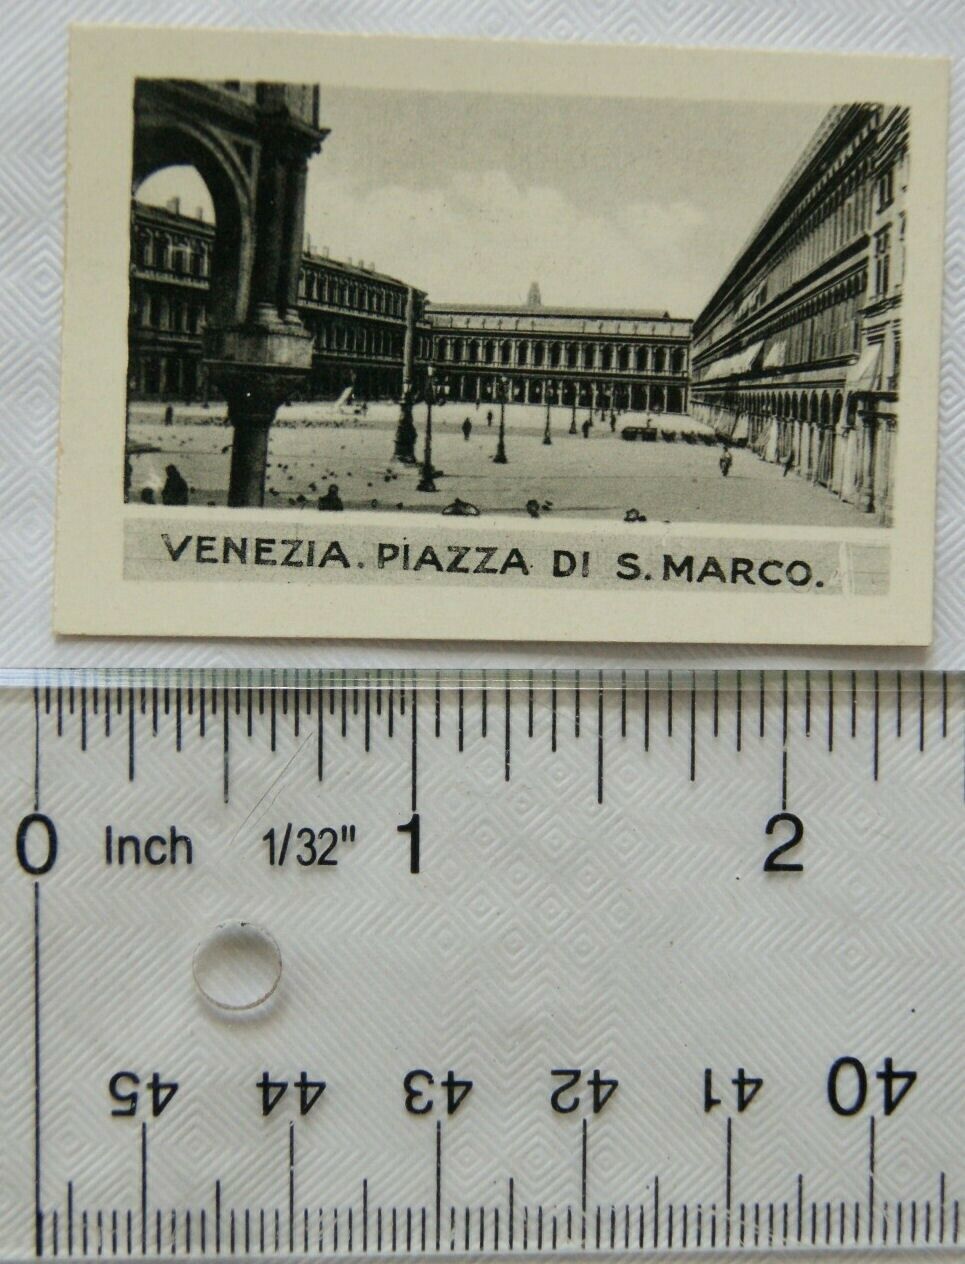 VENEZIA. PIAZZA DI S. MARCO.
0 Inch 1/32" 1 2
45 44 43 42 41 40